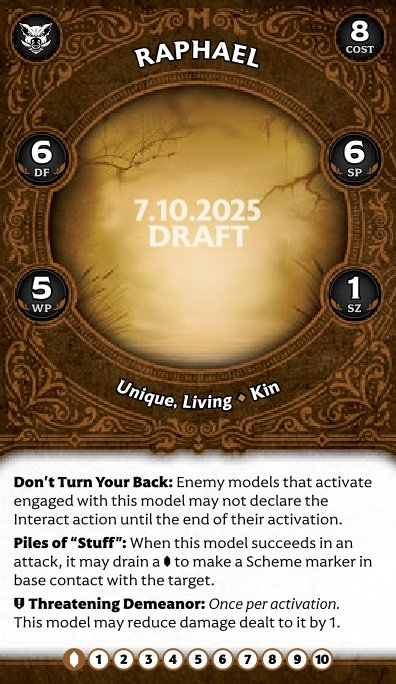 RAPHAEL
8
COST
6
DF
6
SP
7.10.2025
DRAFT
5
WP
1
SZ
Unique, Living ♦ Kin
Don’t Turn Your Back: Enemy models that activate
engaged with this model may not declare the
Interact action until the end of their activation.
Piles of “Stuff”: When this model succeeds in an
attack, it may drain a to make a Scheme marker in
base contact with the target.
Threatening Demeanor: Once per activation.
This model may reduce damage dealt to it by 1.
1 2 3 4 5 6 7 8 9 10